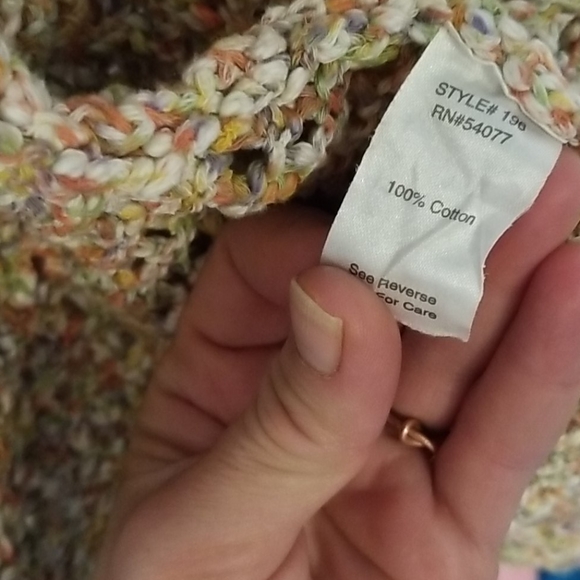 STYLE# 196
RN#54077
100% Cotton
See Reverse
For Care